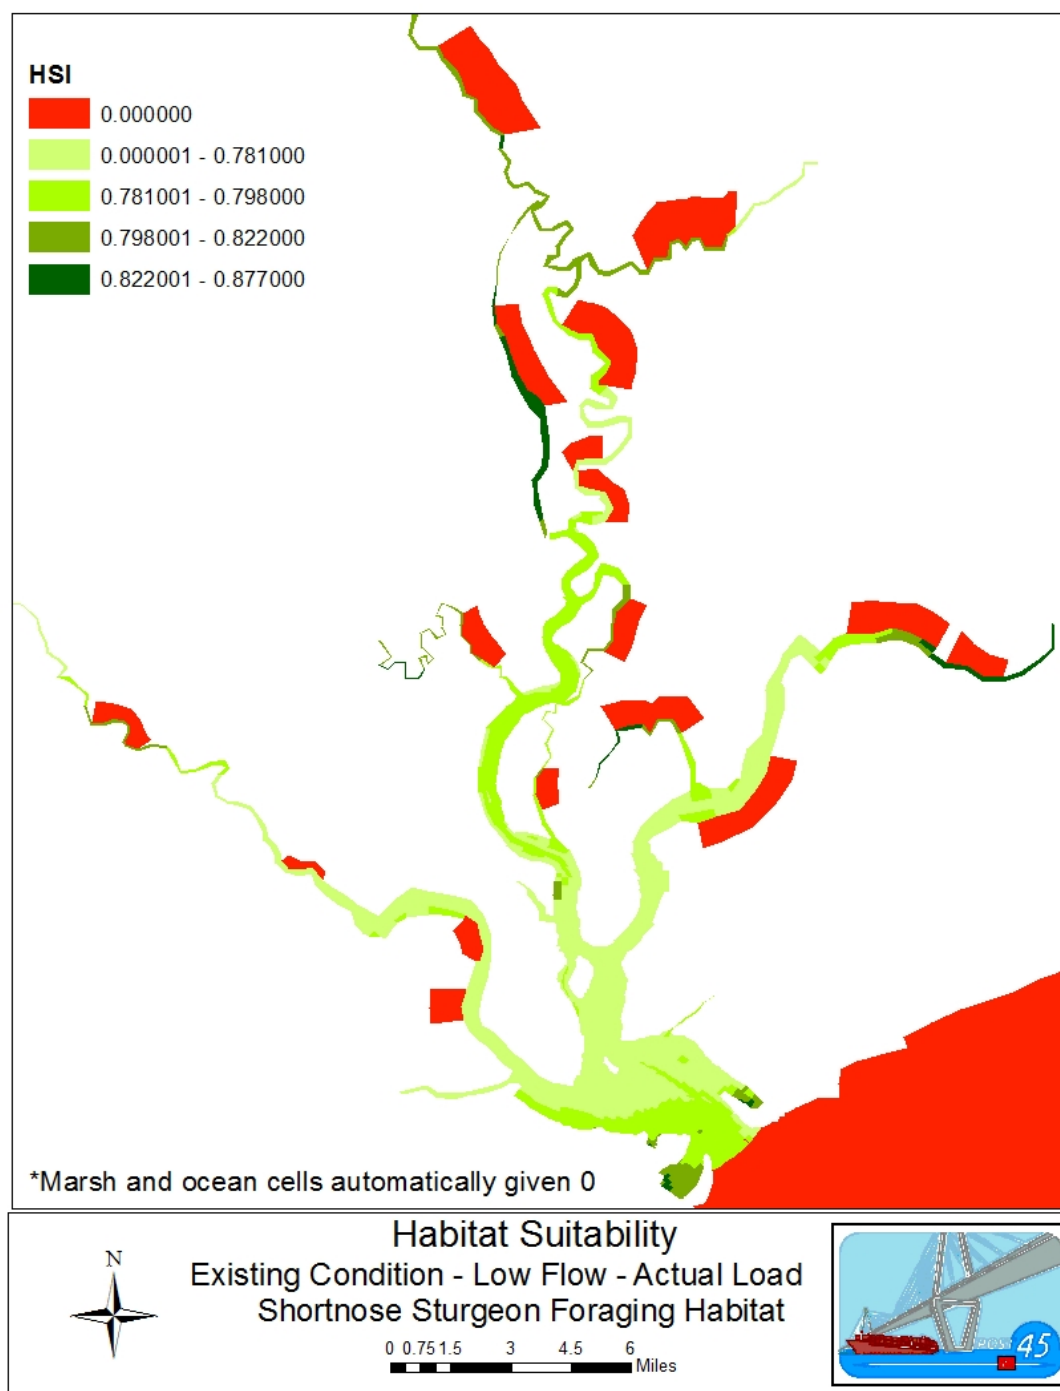 HSI
0.000000
0.000001 - 0.781000
0.781001 - 0.798000
0.798001 - 0.822000
0.822001 - 0.877000
*Marsh and ocean cells automatically given 0
Habitat Suitability
Existing Condition - Low Flow - Actual Load
Shortnose Sturgeon Foraging Habitat
N
0 0.75 1.5 3 4.5 6
Miles
POST 45